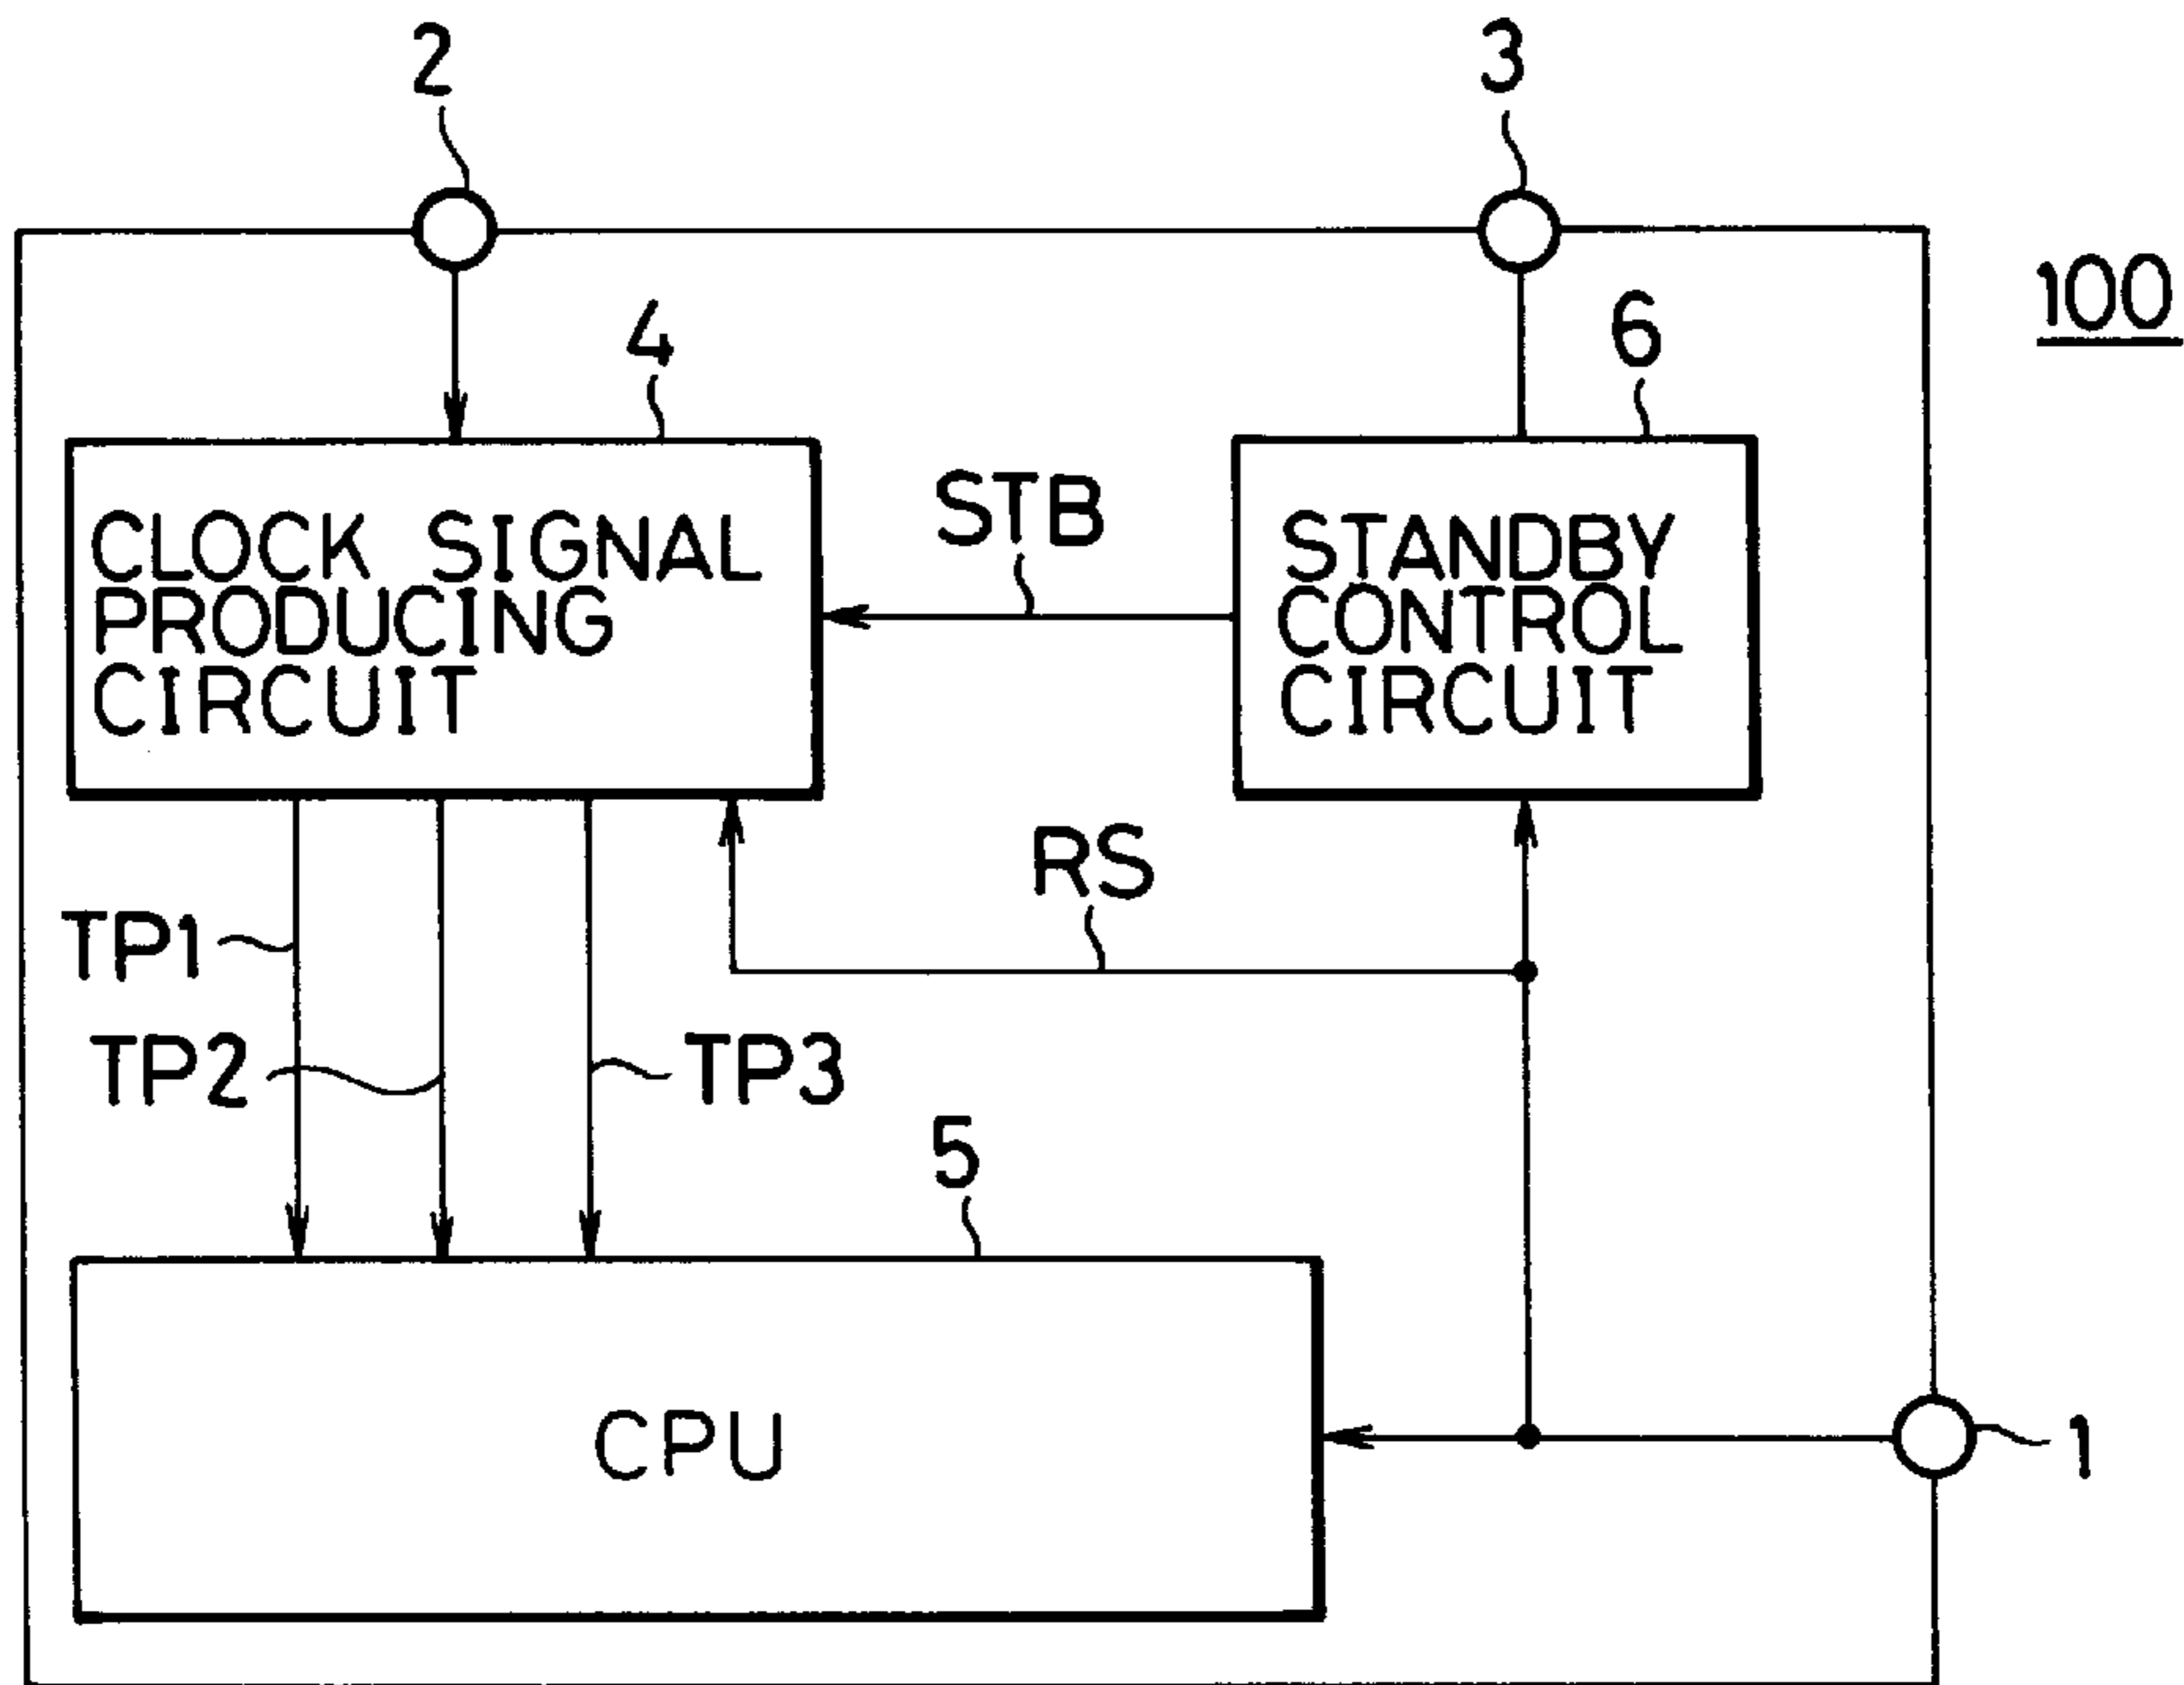 2
3
100
4
6
STB
CLOCK SIGNAL
PRODUCING
CIRCUIT
STANDBY
CONTROL
CIRCUIT
RS
TP1
TP2
TP3
5
CPU
1